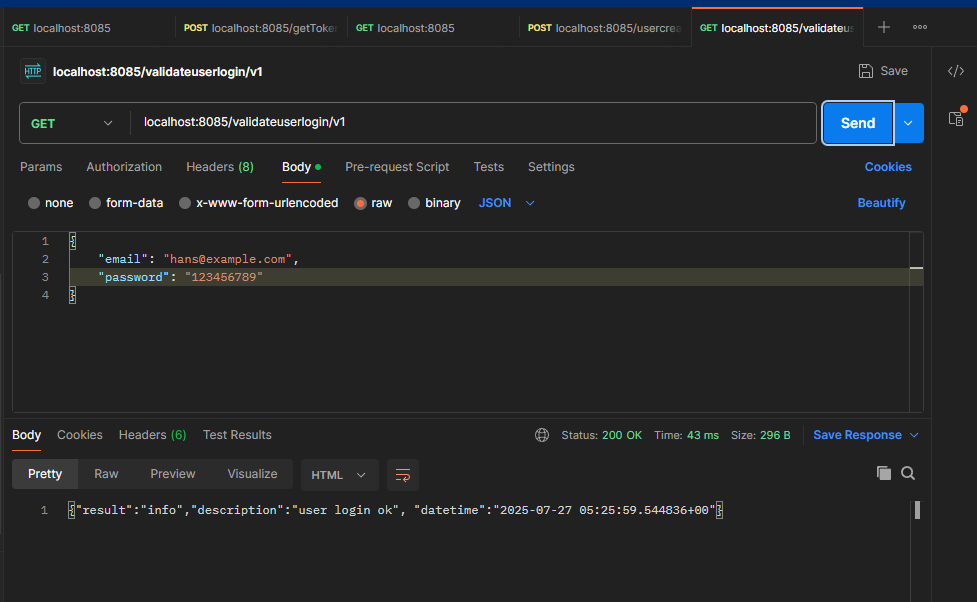 GET localhost:8085 POST localhost:8085/getToken GET localhost:8085 POST localhost:8085/usercrea GET localhost:8085/validateus
HTTP localhost:8085/validateuserlogin/v1 Save </>
GET localhost:8085/validateuserlogin/v1 Send
Params Authorization Headers (8) Body Pre-request Script Tests Settings Cookies
none form-data x-www-form-urlencoded raw binary JSON Beautify
1 {
2 "email": "hans@example.com",
3 "password": "123456789"
4 }
Body Cookies Headers (6) Test Results Status: 200 OK Time: 43 ms Size: 296 B Save Response
Pretty Raw Preview Visualize HTML
1 {"result":"info","description":"user login ok", "datetime":"2025-07-27 05:25:59.544836+00"}